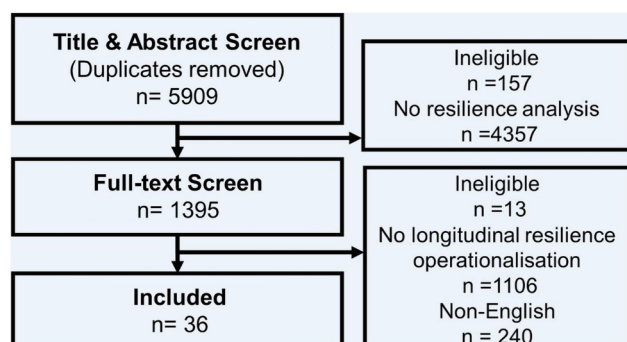 Title & Abstract Screen
(Duplicates removed)
n= 5909
Ineligible
n =157
No resilience analysis
n =4357
Full-text Screen
n= 1395
Ineligible
n =13
No longitudinal resilience
operationalisation
n =1106
Non-English
n = 240
Included
n= 36